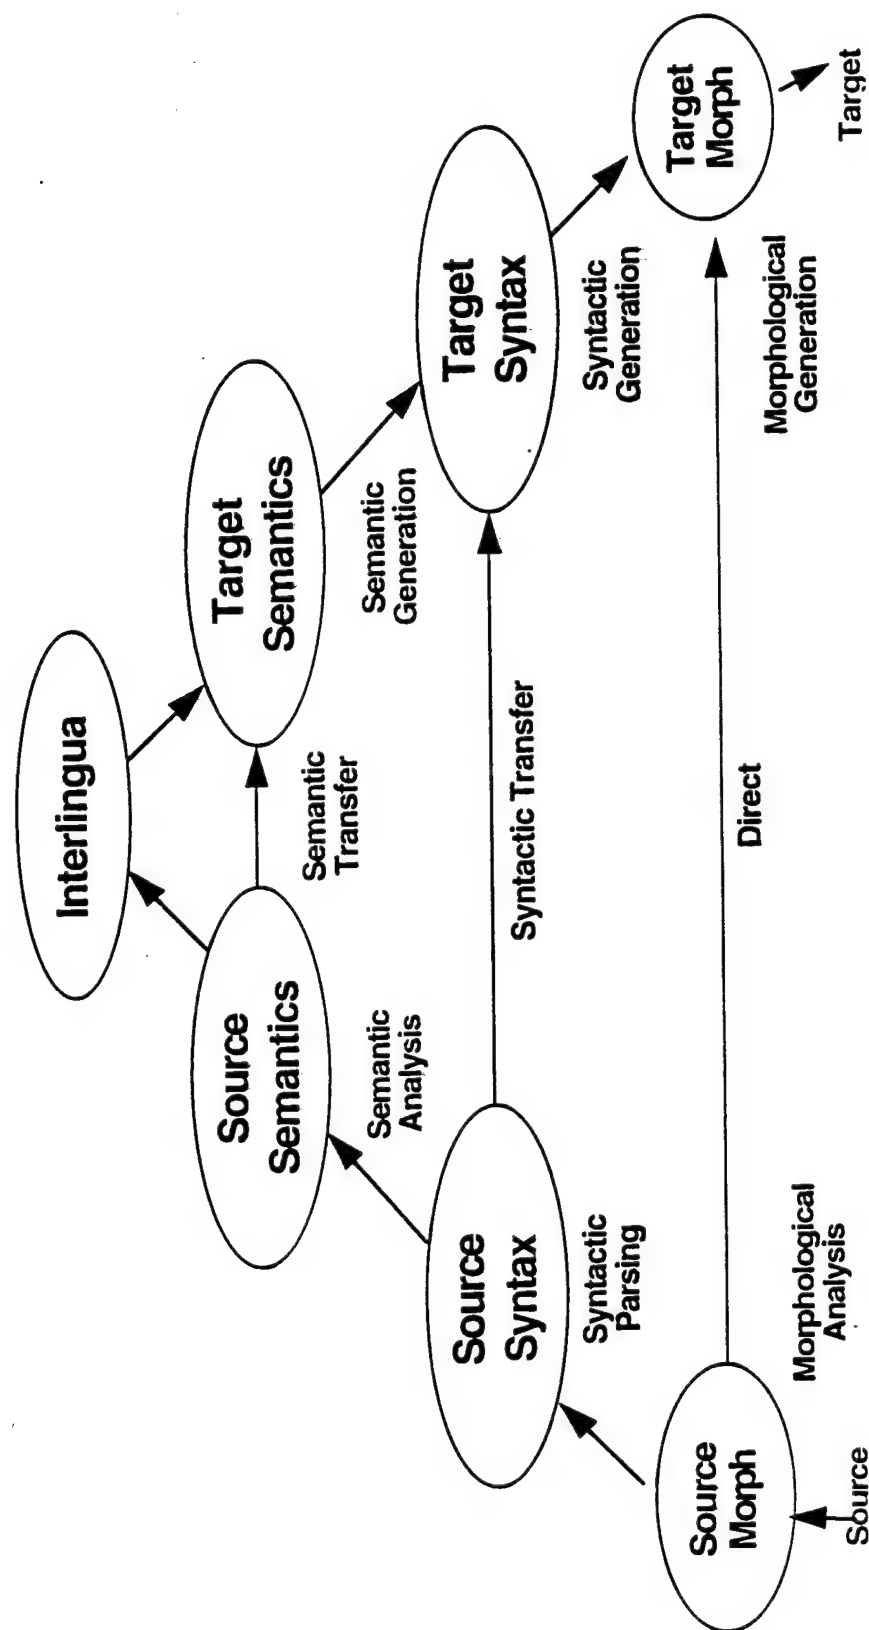 Interlingua
Source
Semantics
Semantic
Transfer
Target
Semantics
Semantic
Analysis
Semantic
Generation
Source
Syntax
Syntactic Transfer
Target
Syntax
Syntactic
Parsing
Syntactic
Generation
Source
Morph
Direct
Target
Morph
Morphological
Analysis
Morphological
Generation
Source
Target